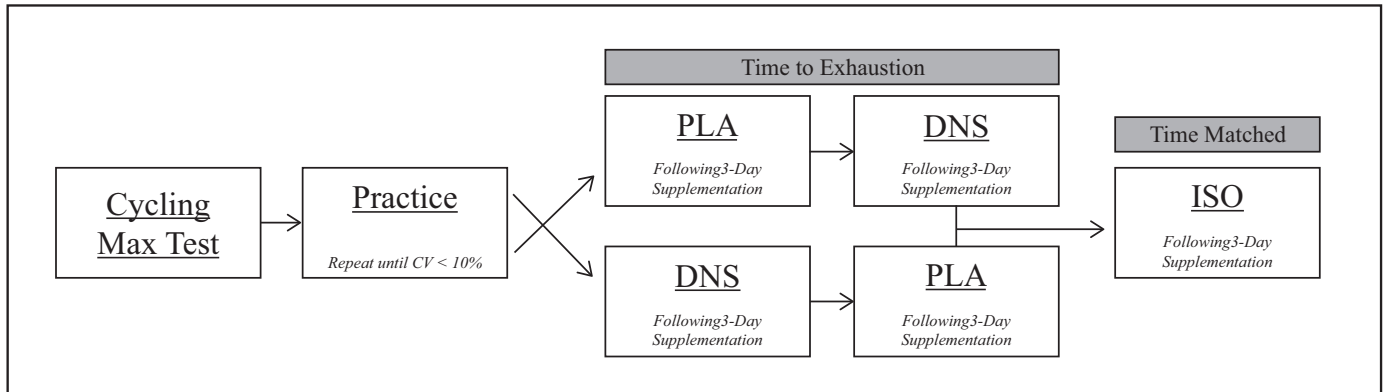 Time to Exhaustion
PLA
Following3-Day
Supplementation
DNS
Following3-Day
Supplementation
Time Matched
Cycling
Max Test
Practice
Repeat until CV < 10%
ISO
Following3-Day
Supplementation
DNS
Following3-Day
Supplementation
PLA
Following3-Day
Supplementation